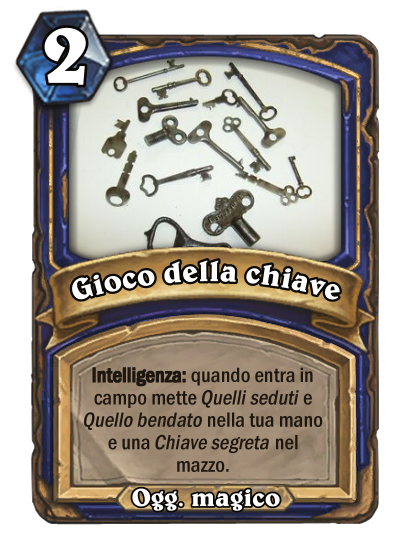 2
Gioco della chiave
Intelligenza: quando entra in
campo mette Quelli seduti e
Quello bendato nella tua mano
e una Chiave segreta nel
mazzo.
Ogg. magico